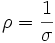 ρ = 1/σ